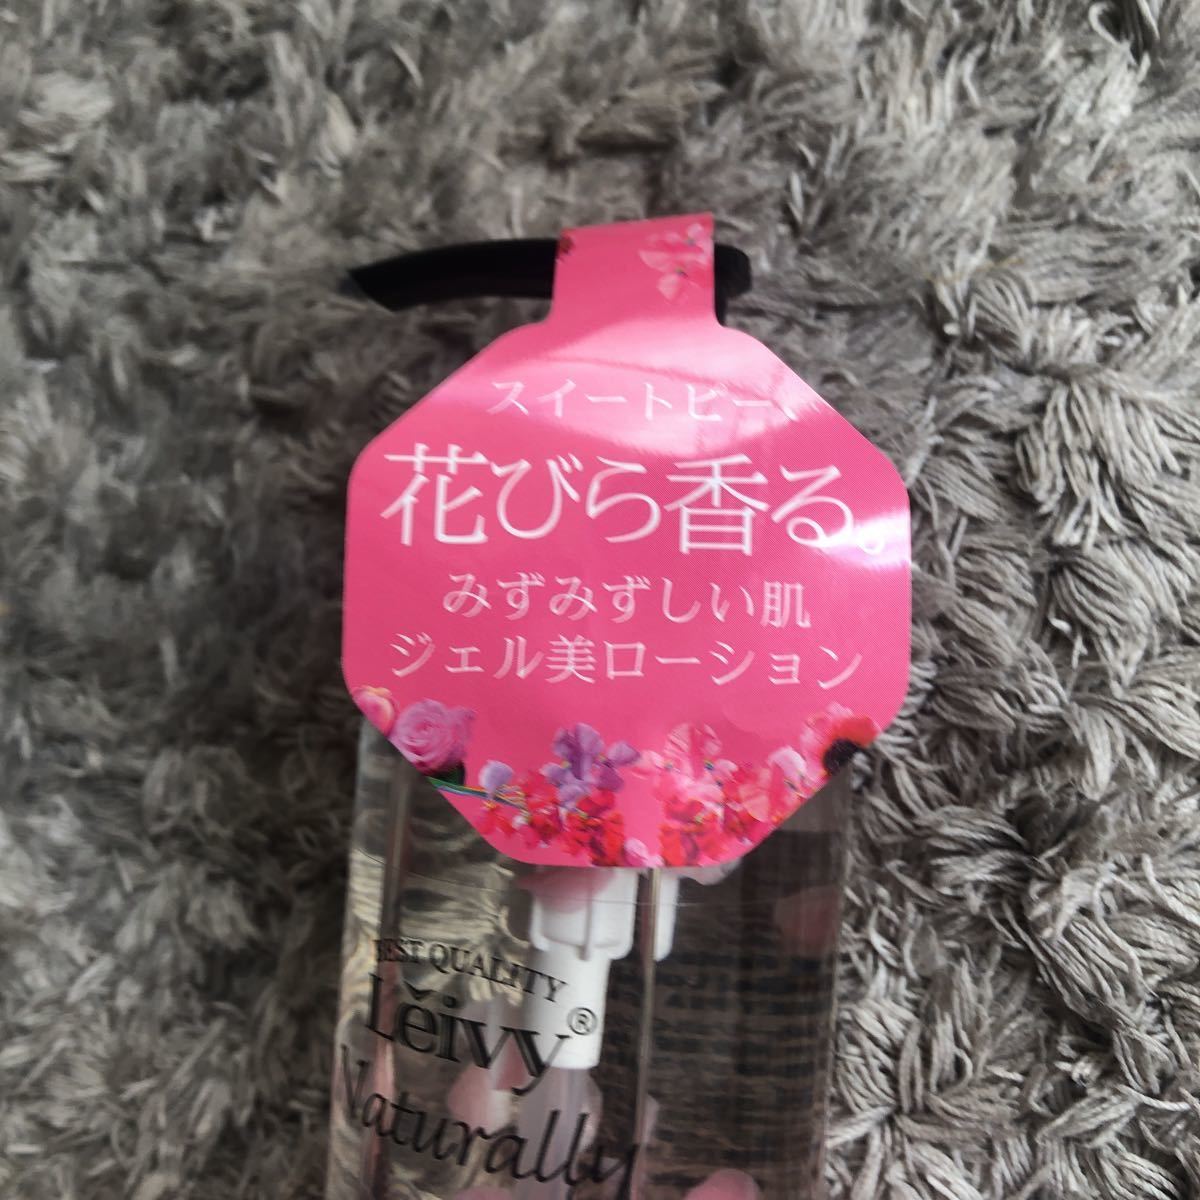 スイートピー、
花びら香る。
みずみずしい肌
ジェル美ローション
BEST QUALITY
Lěivy®
Naturally